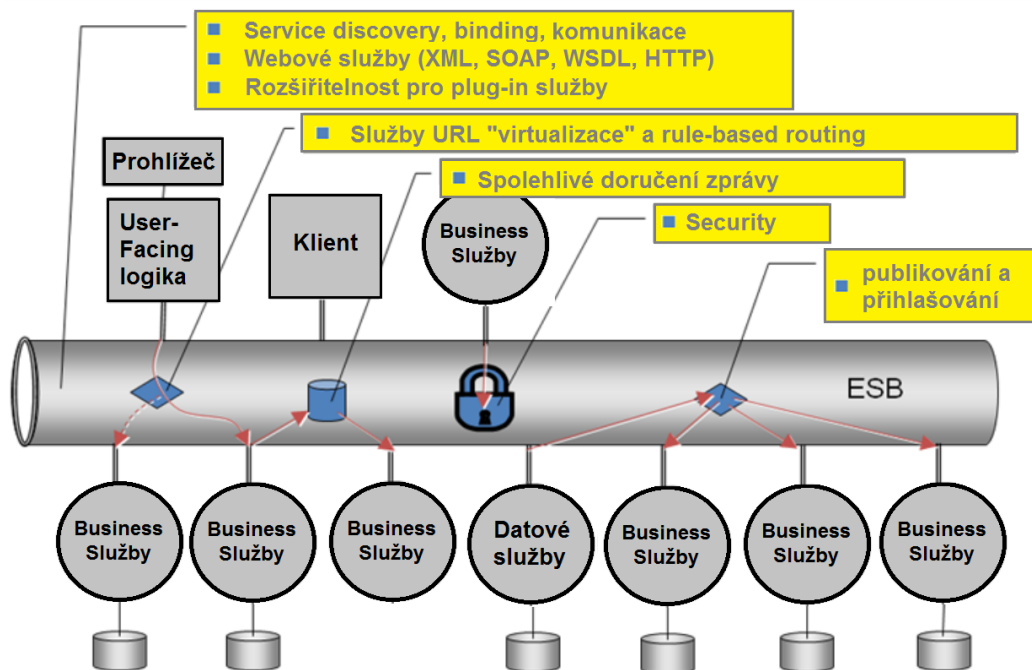 Service discovery, binding, komunikace
Webové služby (XML, SOAP, WSDL, HTTP)
Rozšiřitelnost pro plug-in služby
Služby URL "virtualizace" a rule-based routing
Prohlížeč
Spolehlivé doručení zprávy
User-
Facing
logika
Klient
Business
Služby
Security
publikování a
přihlašování
ESB
Business
Služby
Business
Služby
Business
Služby
Datové
služby
Business
Služby
Business
Služby
Business
Služby